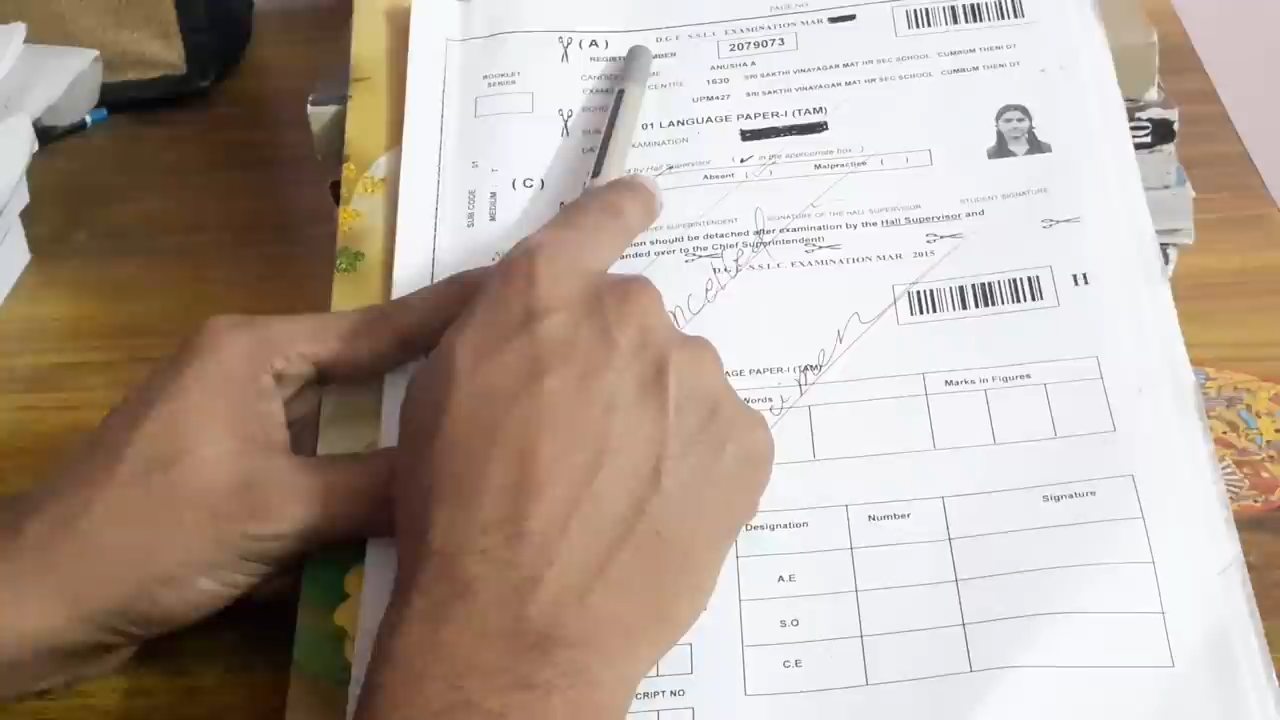 PAGE NO
(A)
D.G.E S.S.L.C EXAMINATION MAR
2079073
BOOKLET
SERIES
ANUSHA A
CENTRE 1630 SRI SAKTHI VINAYAGAR MAT HR SEC SCHOOL CUMBUM THENI DT
UPM427 SRI SAKTHI VINAYAGAR MAT HR SEC SCHOOL CUMBUM THENI DT
01 LANGUAGE PAPER-I (TAM)
EXAMINATION
by Hall Supervisor ( ✓ in the appropriate box )
Absent ( ) Malpractice ( )
(C)
SUB CODE
MEDIUM : T
SUPERINTENDENT SIGNATURE OF THE HALL SUPERVISOR STUDENT SIGNATURE
should be detached after examination by the Hall Supervisor and
over to the Chief Superintendent)
S.S.L.C. EXAMINATION MAR 2015
H
PAPER-I (TAM)
Words Marks in Figures
Designation Number Signature
A.E
S.O
C.E
NO